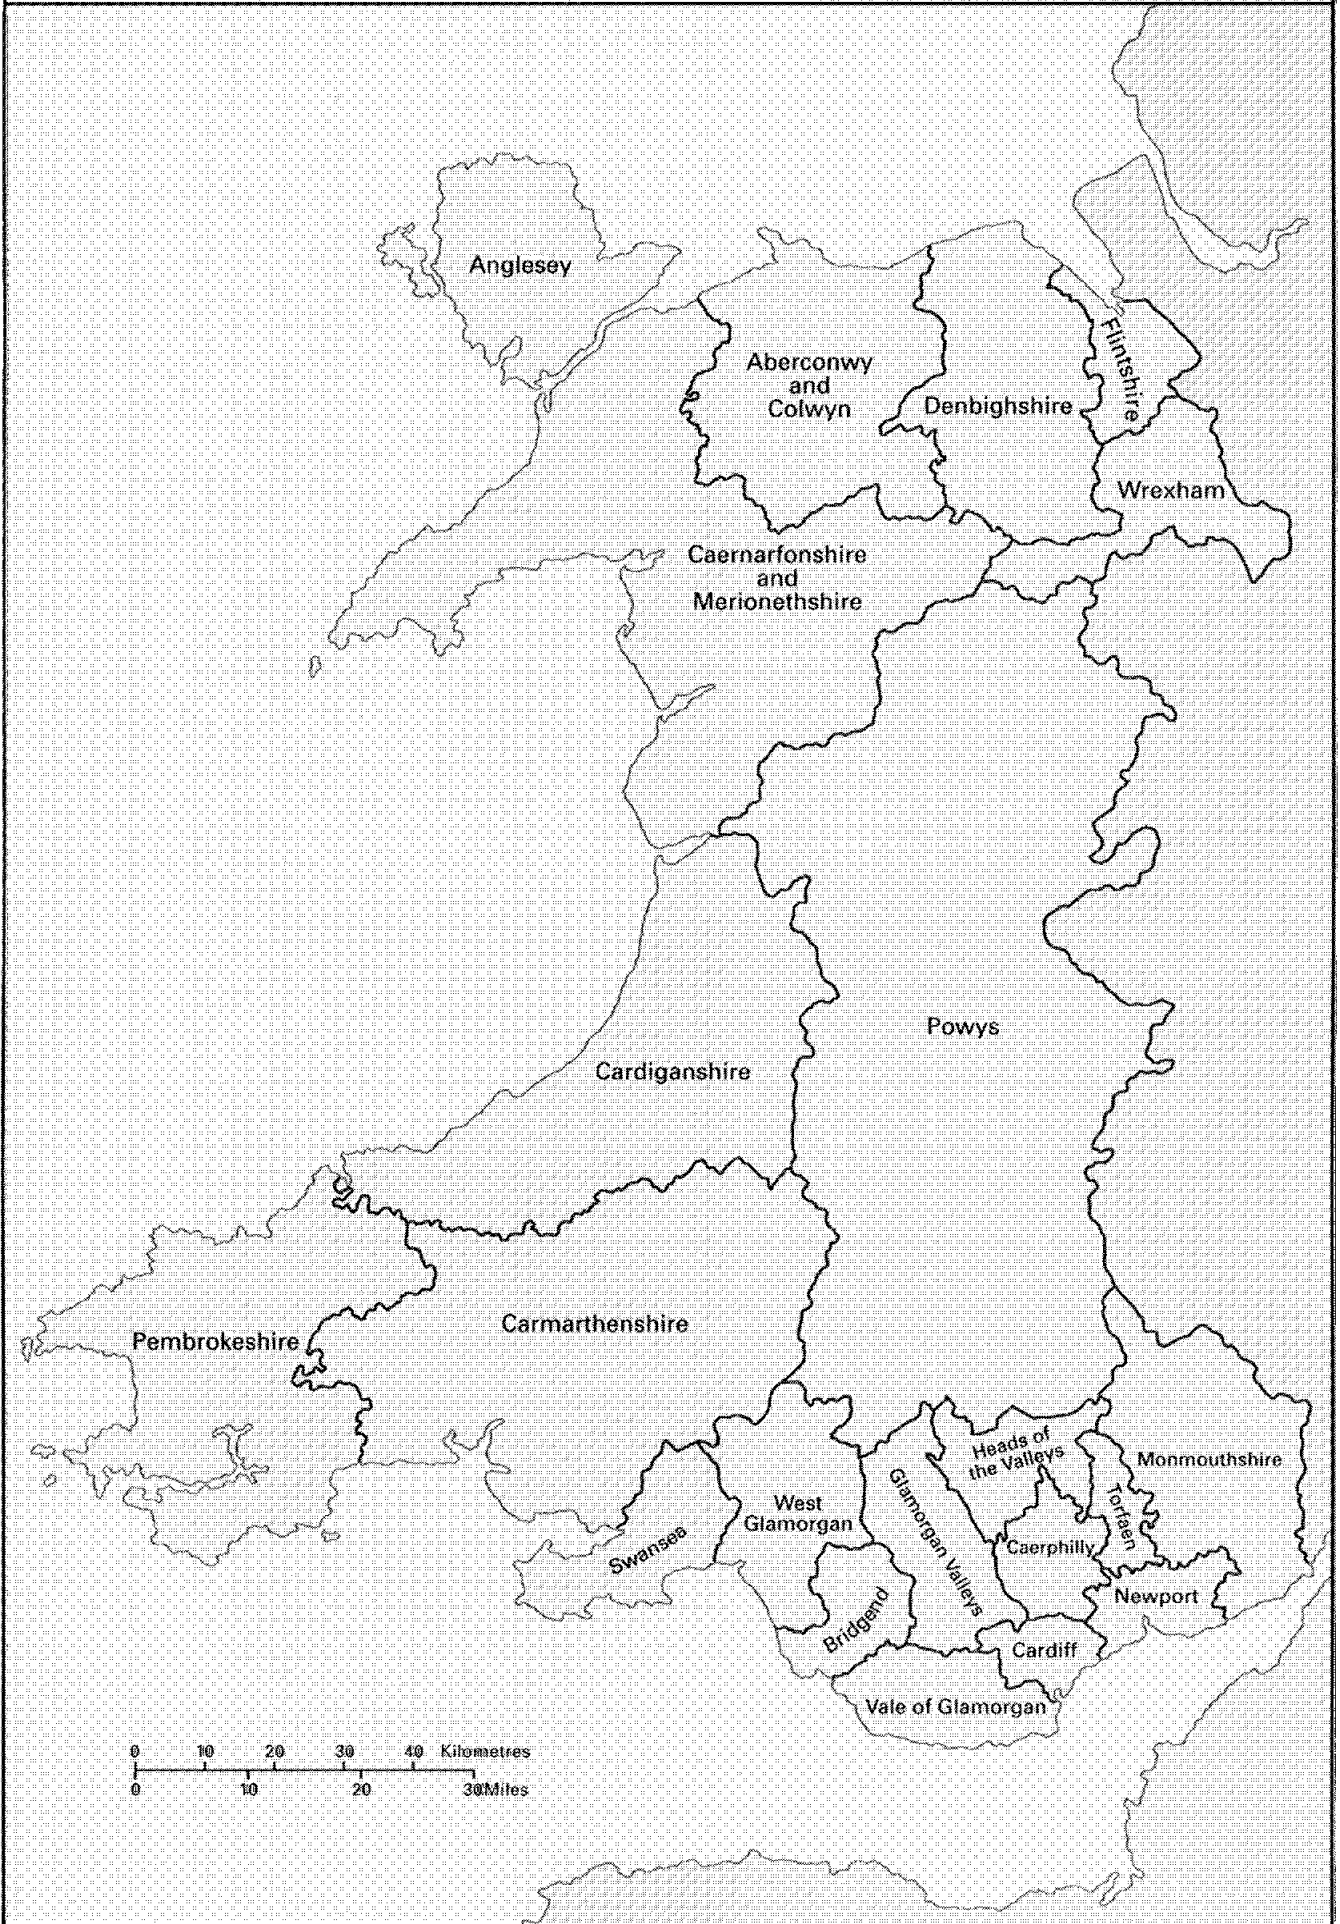 Anglesey
Aberconwy
and
Colwyn
Denbighshire
Flintshire
Wrexham
Caernarfonshire
and
Merionethshire
Powys
Cardiganshire
Carmarthenshire
Pembrokeshire
Heads of
the Valleys
Monmouthshire
West
Glamorgan
Glamorgan Valleys
Torfaen
Swansea
Caerphilly
Newport
Bridgend
Cardiff
Vale of Glamorgan
0 10 20 30 40 Kilometres
0 10 20 30 Miles